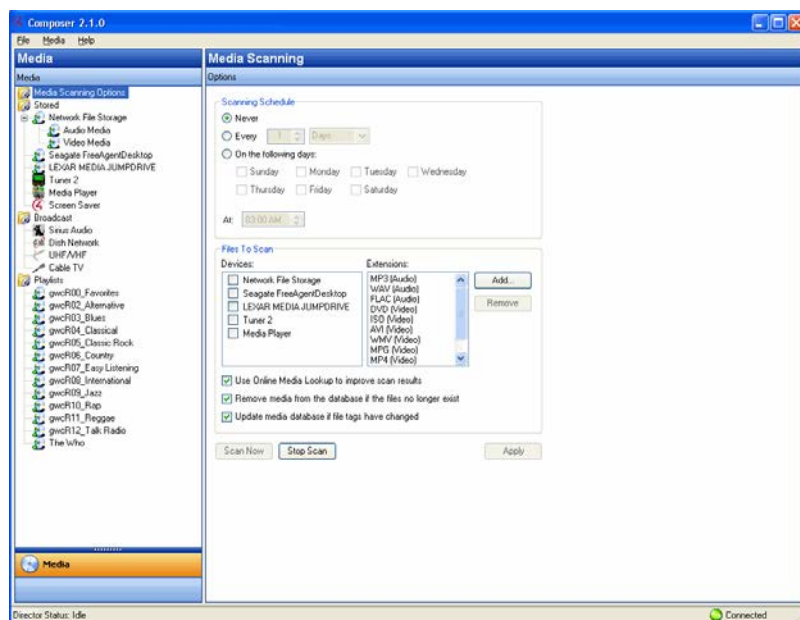 Composer 2.1.0
File Media Help
Media
Media
Media Scanning Options
Stored
Network File Storage
Audio Media
Video Media
Seagate FreeAgentDesktop
LEXAR MEDIA JUMPDRIVE
Tuner 2
Media Player
Screen Saver
Broadcast
Sirius Audio
Dish Network
UHF/VHF
Cable TV
Playlists
gwcR00_Favorites
gwcR02_Alternative
gwcR03_Blues
gwcR04_Classical
gwcR05_Classic Rock
gwcR06_Country
gwcR07_Easy Listening
gwcR08_International
gwcR09_Jazz
gwcR10_Rap
gwcR11_Reggae
gwcR12_Talk Radio
The Who
Media
Media Scanning
Options
Scanning Schedule
Never
Every 1 Days
On the following days:
Sunday Monday Tuesday Wednesday
Thursday Friday Saturday
At: 03:00 AM
Files To Scan
Devices:
Network File Storage
Seagate FreeAgentDesktop
LEXAR MEDIA JUMPDRIVE
Tuner 2
Media Player
Extensions:
MP3 (Audio)
WAV (Audio)
FLAC (Audio)
DVD (Video)
ISO (Video)
AVI (Video)
WMV (Video)
MPG (Video)
MP4 (Video)
Add...
Remove
Use Online Media Lookup to improve scan results
Remove media from the database if the files no longer exist
Update media database if file tags have changed
Scan Now Stop Scan Apply
Director Status: Idle Connected